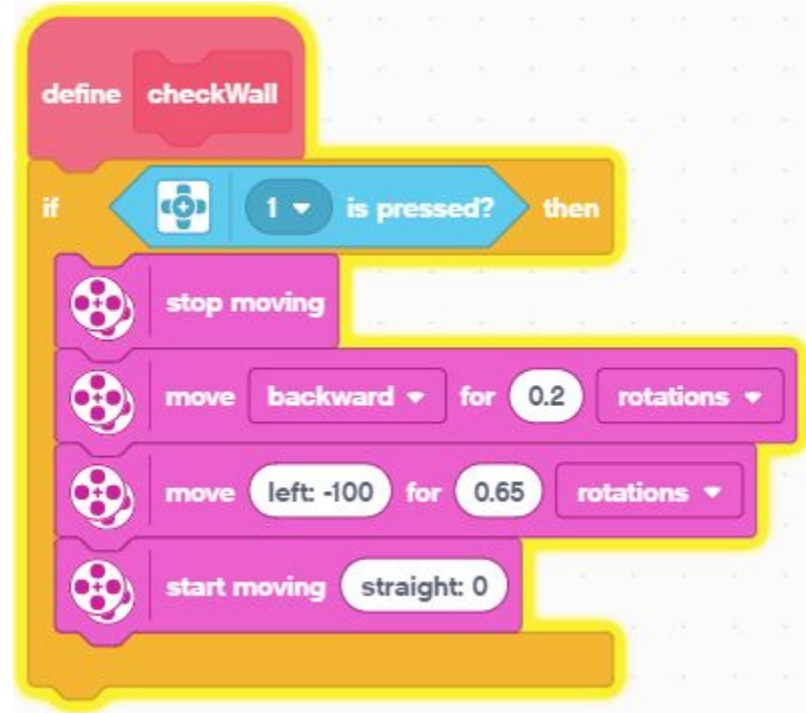 define checkWall
if 1 is pressed? then
stop moving
move backward for 0.2 rotations
move left: -100 for 0.65 rotations
start moving straight: 0